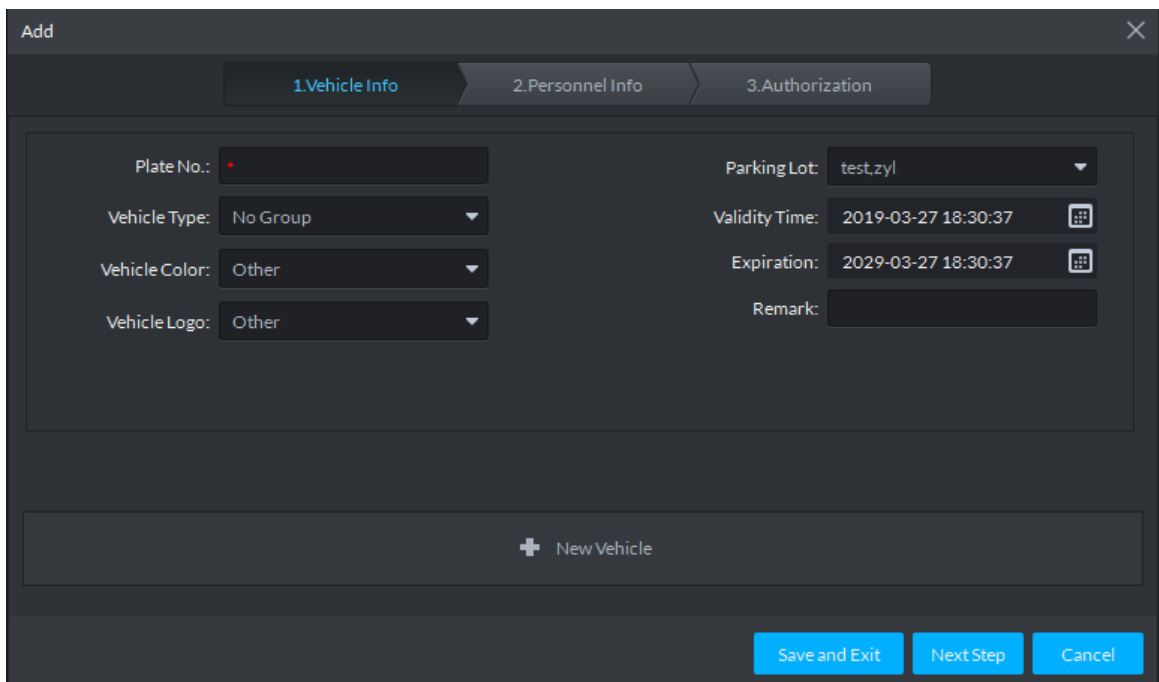 Add
1.Vehicle Info 2.Personnel Info 3.Authorization
Plate No.: * Parking Lot: test,zyl
Vehicle Type: No Group Validity Time: 2019-03-27 18:30:37
Vehicle Color: Other Expiration: 2029-03-27 18:30:37
Vehicle Logo: Other Remark:
New Vehicle
Save and Exit Next Step Cancel